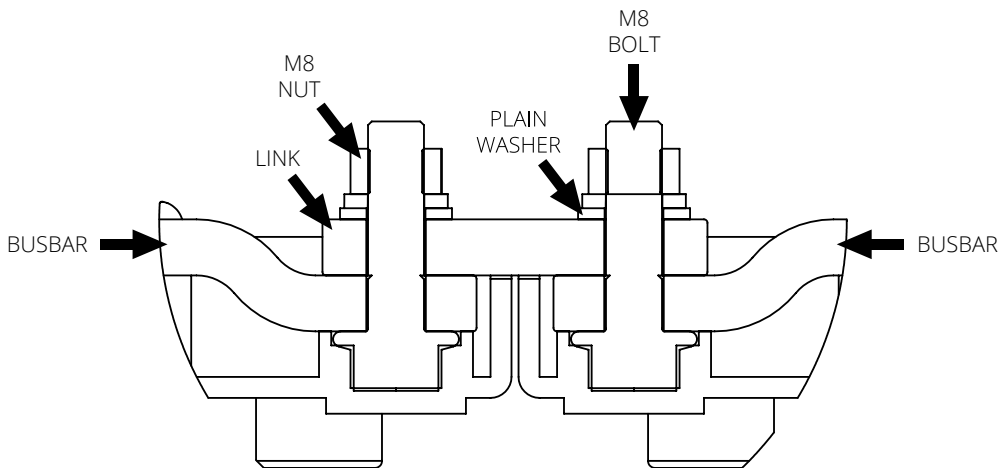 M8
BOLT
M8
NUT
PLAIN
WASHER
LINK
BUSBAR
BUSBAR